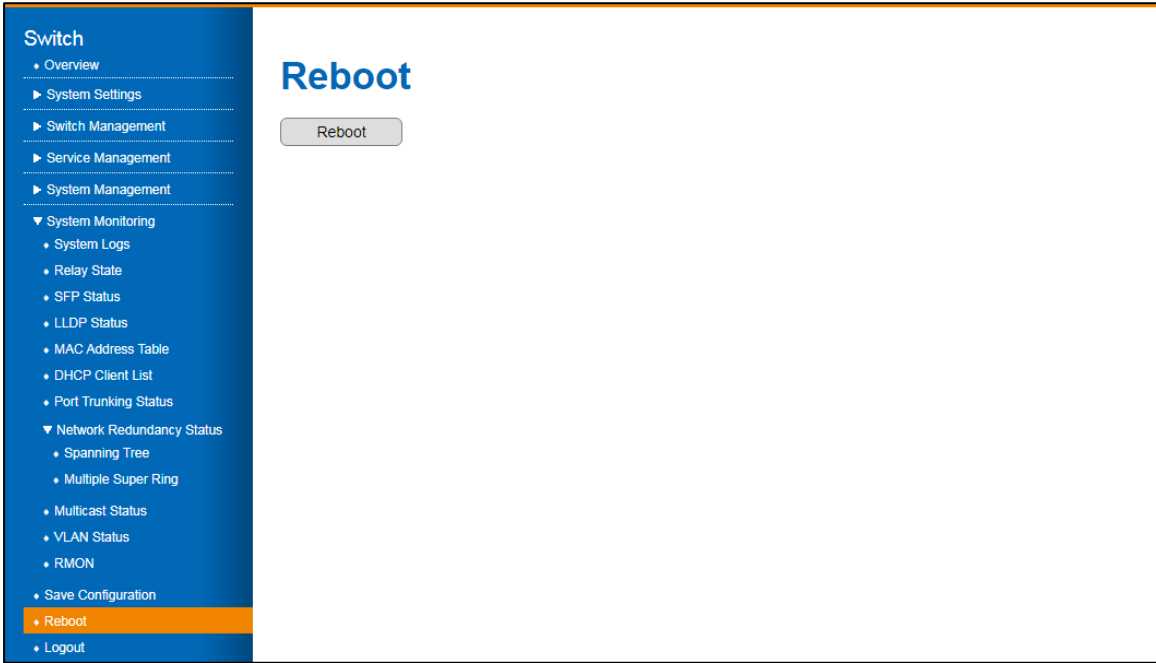 Switch
Overview
System Settings
Switch Management
Service Management
System Management
System Monitoring
System Logs
Relay State
SFP Status
LLDP Status
MAC Address Table
DHCP Client List
Port Trunking Status
Network Redundancy Status
Spanning Tree
Multiple Super Ring
Multicast Status
VLAN Status
RMON
Save Configuration
Reboot
Logout
Reboot
Reboot